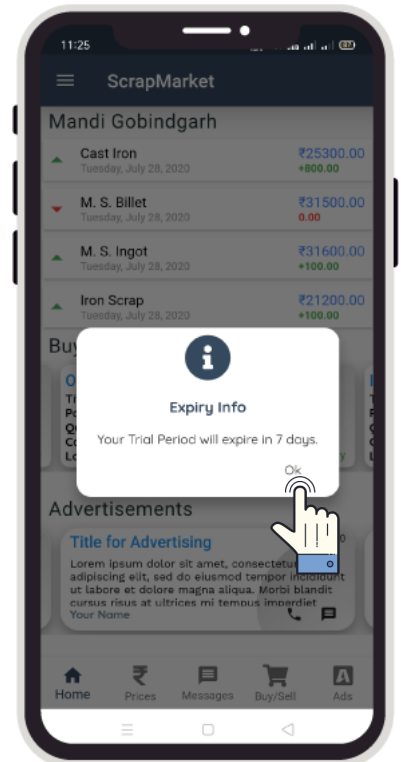 11:25
ScrapMarket
Mandi Gobindgarh
Cast Iron ₹25300.00
Tuesday, July 28, 2020 +800.00
M. S. Billet ₹31500.00
Tuesday, July 28, 2020 0.00
M. S. Ingot ₹31600.00
Tuesday, July 28, 2020 +100.00
Iron Scrap ₹21200.00
Tuesday, July 28, 2020 +100.00
Expiry Info
Your Trial Period will expire in 7 days.
Ok
Advertisements
Title for Advertising
Lorem ipsum dolor sit amet,
adipiscing elit, sed do eiusmod tempor
ut labore et dolore magna aliqua. Morbi blandit
cursus risus at ultrices mi tempus imperdiet
Your Name
Home Prices Messages Buy/Sell Ads